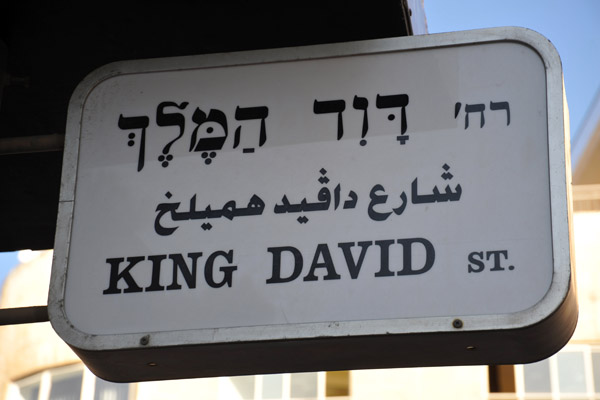 רח' דָּוִד הַמֶּלֶךְ
شارع داڤيد هميلخ
KING DAVID ST.